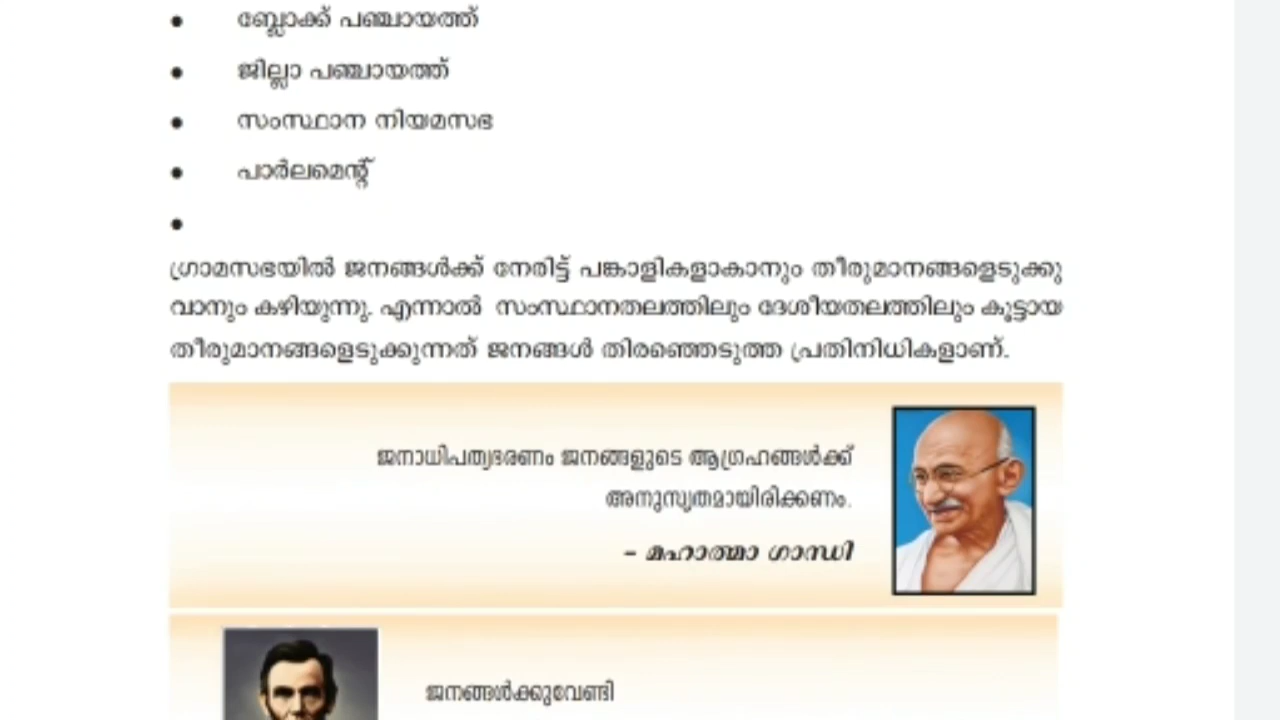 • ബ്ലോക്ക് പഞ്ചായത്ത്
• ജില്ലാ പഞ്ചായത്ത്
• സംസ്ഥാന നിയമസഭ
• പാർലമെന്റ്
•
ഗ്രാമസഭയിൽ ജനങ്ങൾക്ക് നേരിട്ട് പങ്കാളികളാകാനും തീരുമാനങ്ങളെടുക്കു
വാനും കഴിയുന്നു. എന്നാൽ സംസ്ഥാനതലത്തിലും ദേശീയതലത്തിലും കൂട്ടായ
തീരുമാനങ്ങളെടുക്കുന്നത് ജനങ്ങൾ തിരഞ്ഞെടുത്ത പ്രതിനിധികളാണ്.
ജനാധിപത്യഭരണം ജനങ്ങളുടെ ആഗ്രഹങ്ങൾക്ക്
അനുസൃതമായിരിക്കണം.
– മഹാത്മാ ഗാന്ധി
ജനങ്ങൾക്കുവേണ്ടി